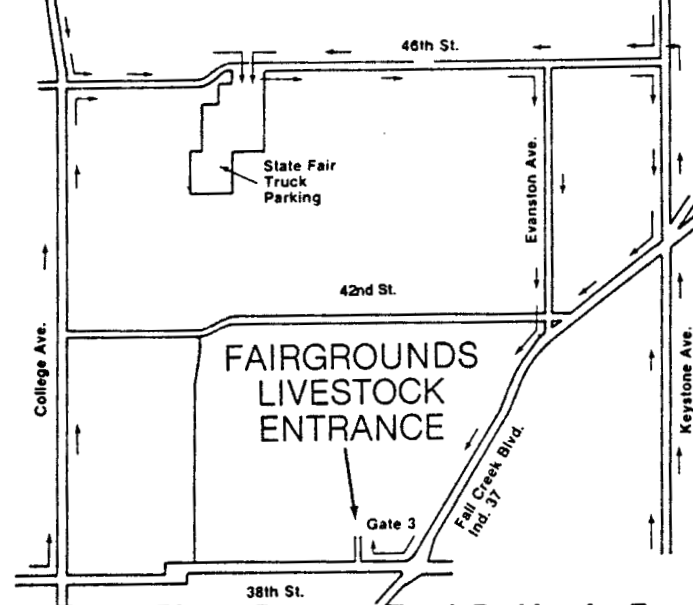 46th St.
State Fair
Truck
Parking
Evanston Ave.
42nd St.
College Ave.
FAIRGROUNDS
LIVESTOCK
ENTRANCE
Keystone Ave.
Fall Creek Blvd.
Ind. 37
Gate 3
38th St.